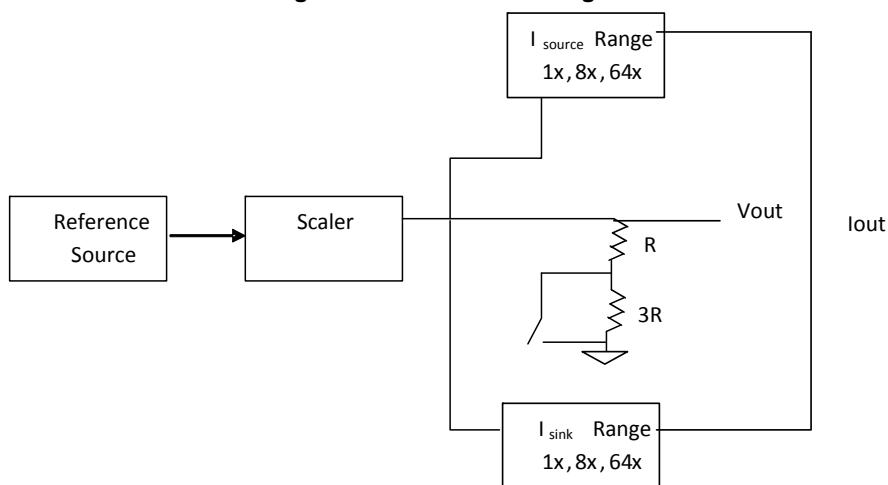 I source Range
1x, 8x, 64x
Reference
Source
Scaler
Vout
Iout
R
3R
I sink Range
1x, 8x, 64x